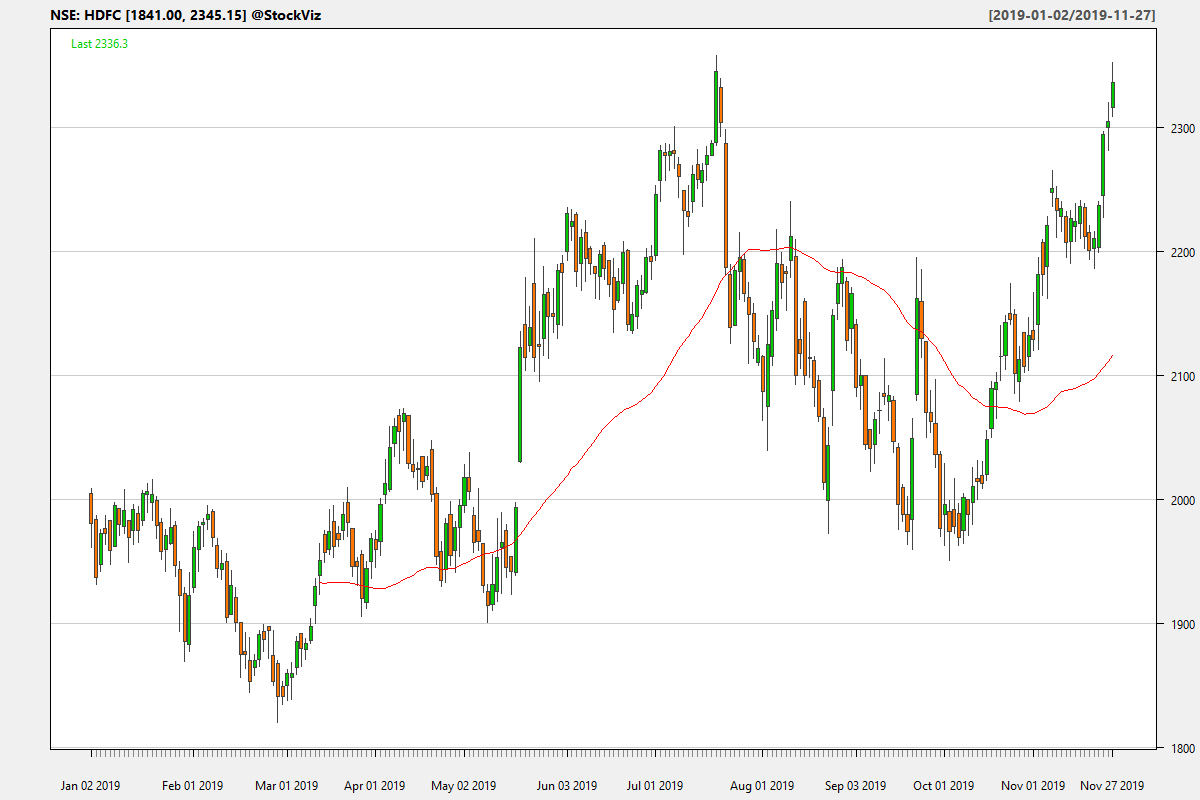 NSE: HDFC [1841.00, 2345.15] @StockViz [2019-01-02/2019-11-27]
Last 2336.3
2300
2200
2100
2000
1900
1800
Jan 02 2019 Feb 01 2019 Mar 01 2019 Apr 01 2019 May 02 2019 Jun 03 2019 Jul 01 2019 Aug 01 2019 Sep 03 2019 Oct 01 2019 Nov 01 2019 Nov 27 2019